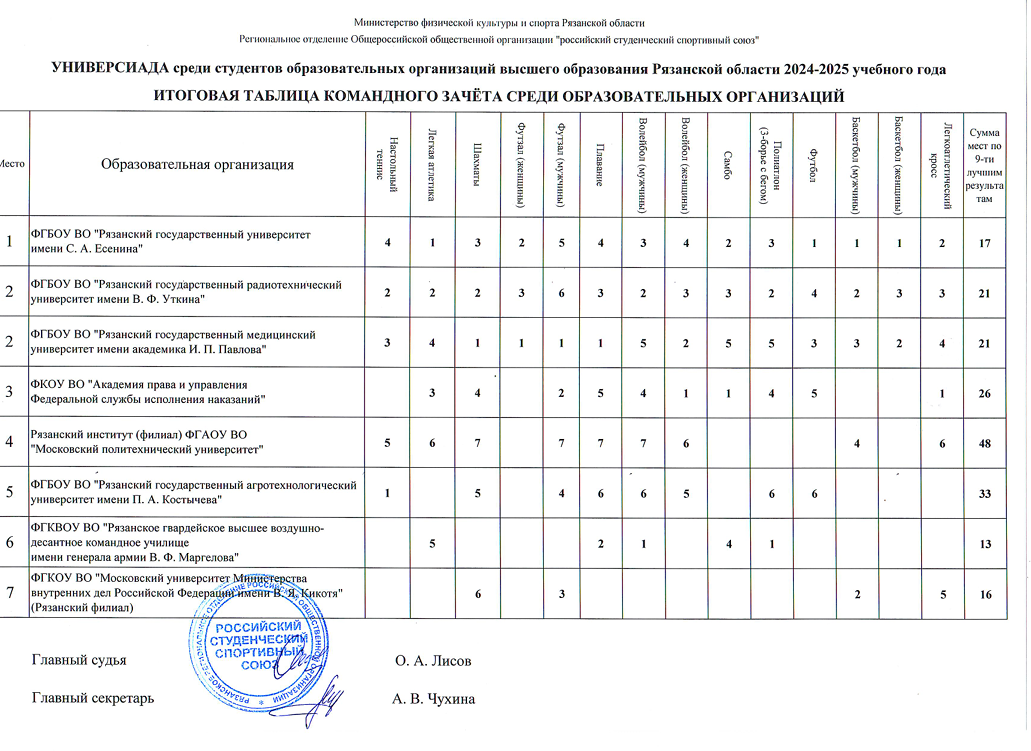 Министерство физической культуры и спорта Рязанской области
Региональное отделение Общероссийской общественной организации "российский студенческий спортивный союз"
УНИВЕРСИАДА среди студентов образовательных организаций высшего образования Рязанской области 2024-2025 учебного года
ИТОГОВАЯ ТАБЛИЦА КОМАНДНОГО ЗАЧЁТА СРЕДИ ОБРАЗОВАТЕЛЬНЫХ ОРГАНИЗАЦИЙ
Место Образовательная организация Настольный теннис Легкая атлетика Шахматы Футзал (женщины) Футзал (мужчины) Плавание Волейбол (мужчины) Волейбол (женщины) Самбо Полиатлон (3-борье с бегом) Футбол Баскетбол (мужчины) Баскетбол (женщины) Легкоатлетический кросс Сумма мест по 9-ти лучшим результа там
1 ФГБОУ ВО "Рязанский государственный университет
имени С. А. Есенина" 4 1 3 2 5 4 3 4 2 3 1 1 1 2 17
2 ФГБОУ ВО "Рязанский государственный радиотехнический
университет имени В. Ф. Уткина" 2 2 2 3 6 3 2 3 3 2 4 2 3 3 21
2 ФГБОУ ВО "Рязанский государственный медицинский
университет имени академика И. П. Павлова" 3 4 1 1 1 1 5 2 5 5 3 3 2 4 21
3 ФКОУ ВО "Академия права и управления
Федеральной службы исполнения наказаний" 3 4 2 5 4 1 1 4 5 1 26
4 Рязанский институт (филиал) ФГАОУ ВО
"Московский политехнический университет" 5 6 7 7 7 7 6 4 6 48
5 ФГБОУ ВО "Рязанский государственный агротехнологический
университет имени П. А. Костычева" 1 5 4 6 6 5 6 6 33
6 ФГКВОУ ВО "Рязанское гвардейское высшее воздушно-
десантное командное училище
имени генерала армии В. Ф. Маргелова" 5 2 1 4 1 13
7 ФГКОУ ВО "Московский университет Министерства
внутренних дел Российской Федерации имени В. Я. Кикотя"
(Рязанский филиал) 6 3 2 5 16
РЯЗАНСКОЕ РЕГИОНАЛЬНОЕ ОТДЕЛЕНИЕ РОССИЙСКОЙ ОБЩЕСТВЕННОЙ ОРГАНИЗАЦИИ
РОССИЙСКИЙ
СТУДЕНЧЕСКИЙ
СПОРТИВНЫЙ
СОЮЗ
Главный судья О. А. Лисов
Главный секретарь А. В. Чухина